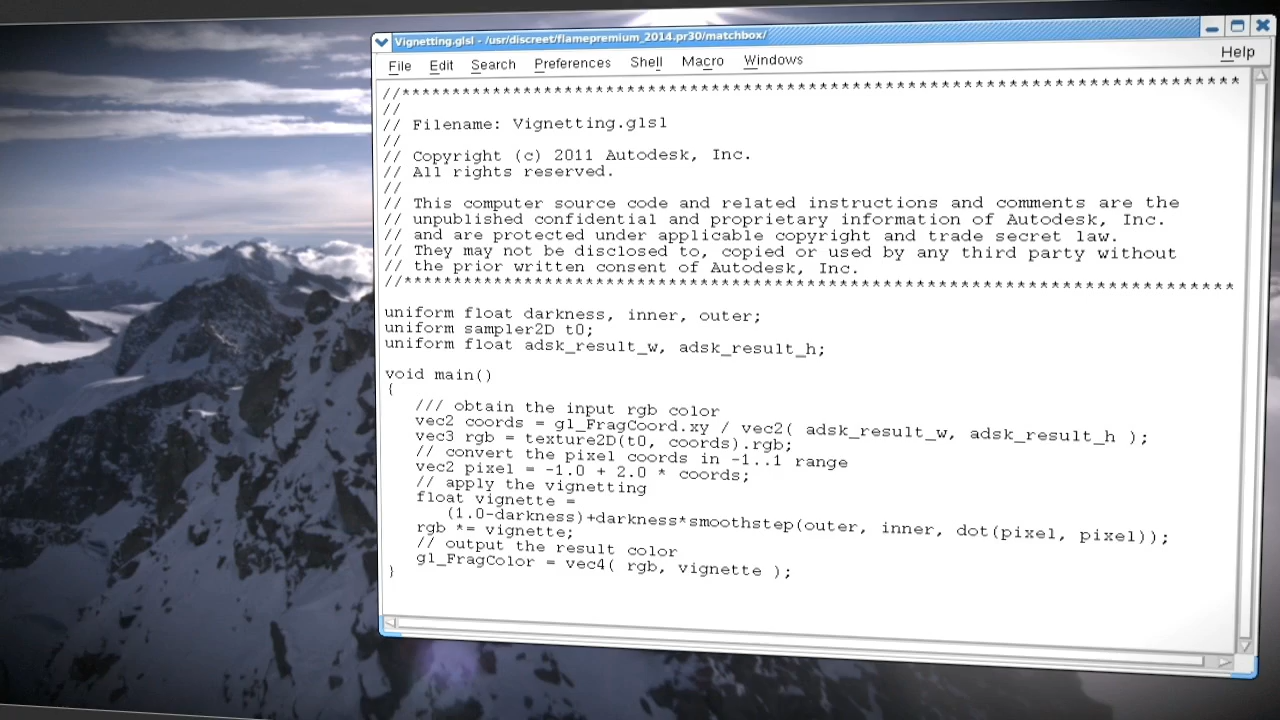 Vignetting.glsl - /usr/discreet/flamepremium_2014.pr30/matchbox/
File Edit Search Preferences Shell Macro Windows Help
//*************************************************************************************
//
// Filename: Vignetting.glsl
//
// Copyright (c) 2011 Autodesk, Inc.
// All rights reserved.
//
// This computer source code and related instructions and comments are the
// unpublished confidential and proprietary information of Autodesk, Inc.
// and are protected under applicable copyright and trade secret law.
// They may not be disclosed to, copied or used by any third party without
// the prior written consent of Autodesk, Inc.
//*************************************************************************************
uniform float darkness, inner, outer;
uniform sampler2D t0;
uniform float adsk_result_w, adsk_result_h;
void main()
{
/// obtain the input rgb color
vec2 coords = gl_FragCoord.xy / vec2( adsk_result_w, adsk_result_h );
vec3 rgb = texture2D(t0, coords).rgb;
// convert the pixel coords in -1..1 range
vec2 pixel = -1.0 + 2.0 * coords;
// apply the vignetting
float vignette =
(1.0-darkness)+darkness*smoothstep(outer, inner, dot(pixel, pixel));
rgb *= vignette;
// output the result color
gl_FragColor = vec4( rgb, vignette );
}